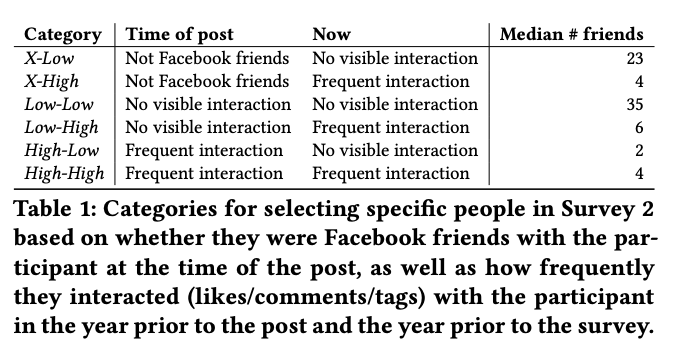 Category Time of post Now Median # friends
X-Low Not Facebook friends No visible interaction 23
X-High Not Facebook friends Frequent interaction 4
Low-Low No visible interaction No visible interaction 35
Low-High No visible interaction Frequent interaction 6
High-Low Frequent interaction No visible interaction 2
High-High Frequent interaction Frequent interaction 4
Table 1: Categories for selecting specific people in Survey 2
based on whether they were Facebook friends with the par-
ticipant at the time of the post, as well as how frequently
they interacted (likes/comments/tags) with the participant
in the year prior to the post and the year prior to the survey.